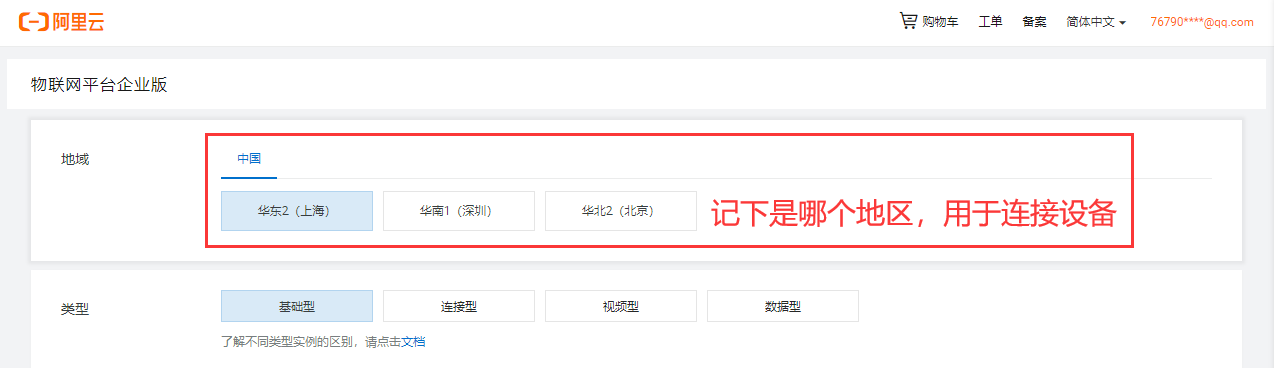 阿里云 购物车 工单 备案 简体中文 76790****@qq.com
物联网平台企业版
地域 中国
华东2（上海） 华南1（深圳） 华北2（北京） 记下是哪个地区，用于连接设备
类型 基础型 连接型 视频型 数据型
了解不同类型实例的区别，请点击文档